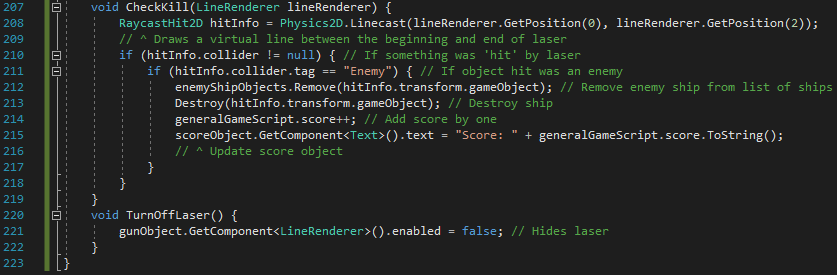 207 void CheckKill(LineRenderer lineRenderer) {
208 RaycastHit2D hitInfo = Physics2D.Linecast(lineRenderer.GetPosition(0), lineRenderer.GetPosition(2));
209 // ^ Draws a virtual line between the beginning and end of laser
210 if (hitInfo.collider != null) { // If something was 'hit' by laser
211 if (hitInfo.collider.tag == "Enemy") { // If object hit was an enemy
212 enemyShipObjects.Remove(hitInfo.transform.gameObject); // Remove enemy ship from list of ships
213 Destroy(hitInfo.transform.gameObject); // Destroy ship
214 generalGameScript.score++; // Add score by one
215 scoreObject.GetComponent<Text>().text = "Score: " + generalGameScript.score.ToString();
216 // ^ Update score object
217 }
218 }
219 }
220 void TurnOffLaser() {
221 gunObject.GetComponent<LineRenderer>().enabled = false; // Hides laser
222 }
223 }